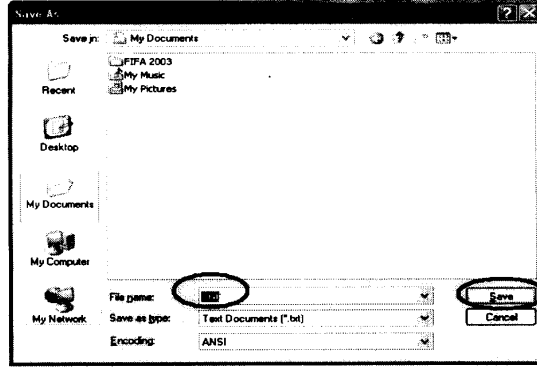 Save As
Save in: My Documents
FIFA 2003
My Music
My Pictures
Recent
Desktop
My Documents
My Computer
My Network
File name:
Save
Save as type: Text Documents (*.txt)
Cancel
Encoding: ANSI